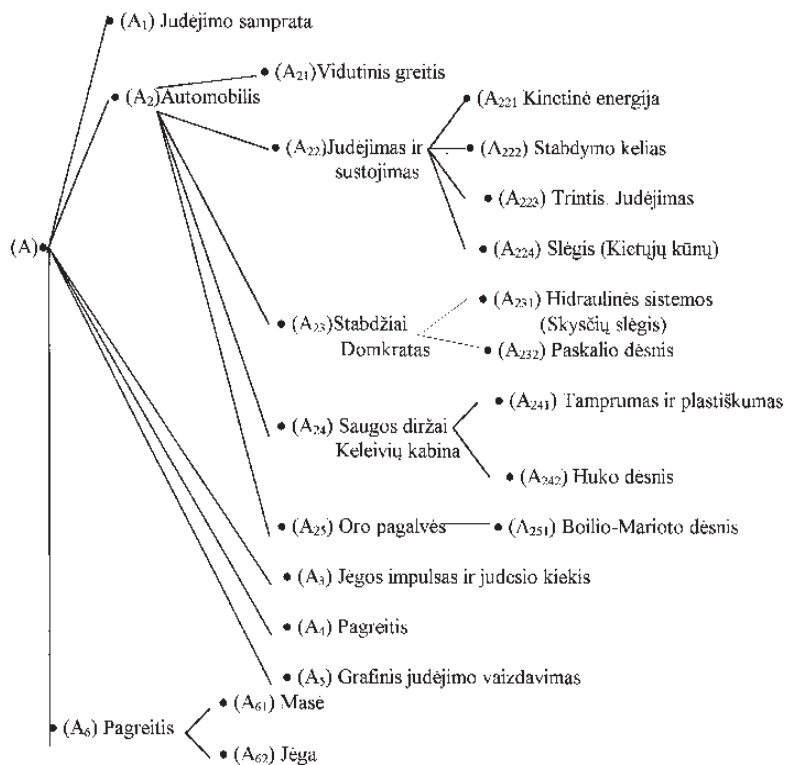 (A₁) Judėjimo samprata
(A₂₁)Vidutinis greitis
(A₂)Automobilis
(A₂₂₁ Kinetinė energija
(A₂₂)Judėjimas ir
sustojimas
(A₂₂₂) Stabdymo kelias
(A₂₂₃) Trintis. Judėjimas
(A)
(A₂₂₄) Slėgis (Kietųjų kūnų)
(A₂₃₁) Hidraulinės sistemos
(Skysčių slėgis)
(A₂₃)Stabdžiai
Domkratas
(A₂₃₂) Paskalio dėsnis
(A₂₄₁) Tamprumas ir plastiškumas
(A₂₄) Saugos diržai
Keleivių kabina
(A₂₄₂) Huko dėsnis
(A₂₅) Oro pagalvės
(A₂₅₁) Boilio-Marioto dėsnis
(A₃) Jėgos impulsas ir judesio kiekis
(A₄) Pagreitis
(A₅) Grafinis judėjimo vaizdavimas
(A₆₁) Masė
(A₆) Pagreitis
(A₆₂) Jėga